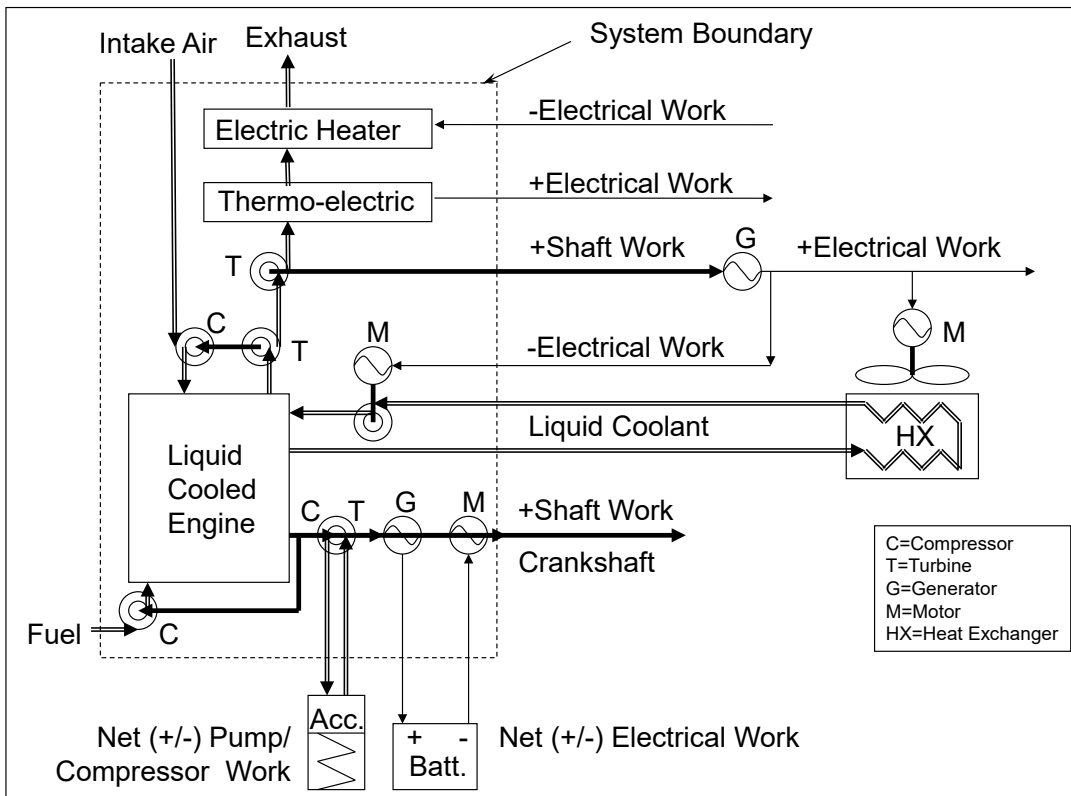 Intake Air
Exhaust
System Boundary
Electric Heater
-Electrical Work
Thermo-electric
+Electrical Work
T
+Shaft Work
G
+Electrical Work
C
T
M
-Electrical Work
M
Liquid
Cooled
Engine
Liquid Coolant
HX
C
T
G
M
+Shaft Work
Crankshaft
C=Compressor
T=Turbine
G=Generator
M=Motor
HX=Heat Exchanger
Fuel
C
Net (+/-) Pump/
Compressor Work
Acc.
+ -
Batt.
Net (+/-) Electrical Work